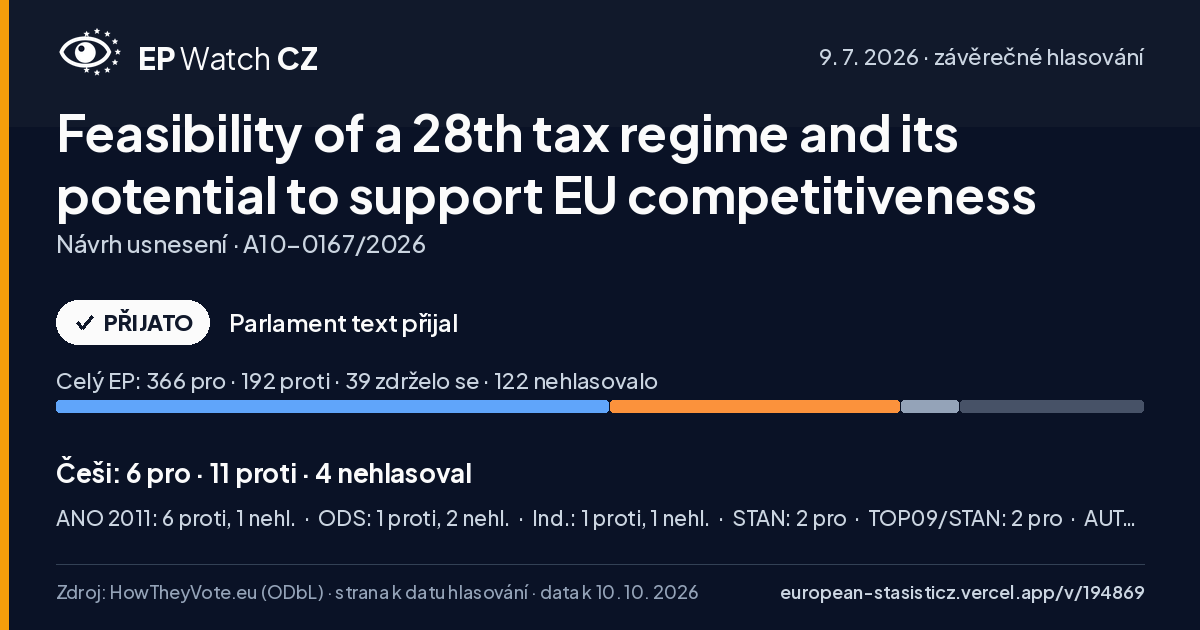 EP Watch CZ
9. 7. 2026 · závěrečné hlasování
Feasibility of a 28th tax regime and its
potential to support EU competitiveness
Návrh usnesení · A10-0167/2026
✓ PŘIJATO Parlament text přijal
Celý EP: 366 pro · 192 proti · 39 zdrželo se · 122 nehlasovalo
Češi: 6 pro · 11 proti · 4 nehlasoval
ANO 2011: 6 proti, 1 nehl. · ODS: 1 proti, 2 nehl. · Ind.: 1 proti, 1 nehl. · STAN: 2 pro · TOP09/STAN: 2 pro · AUT…
Zdroj: HowTheyVote.eu (ODbL) · strana k datu hlasování · data k 10. 10. 2026
european-stasisticz.vercel.app/v/194869